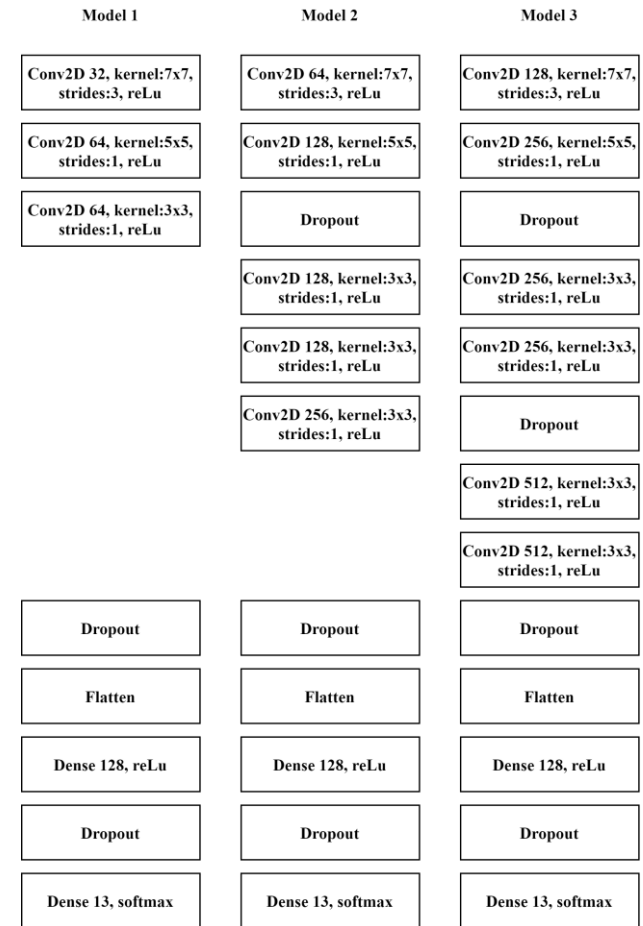 Model 1
Model 2
Model 3
Conv2D 32, kernel:7x7,
strides:3, reLu
Conv2D 64, kernel:7x7,
strides:3, reLu
Conv2D 128, kernel:7x7,
strides:3, reLu
Conv2D 64, kernel:5x5,
strides:1, reLu
Conv2D 128, kernel:5x5,
strides:1, reLu
Conv2D 256, kernel:5x5,
strides:1, reLu
Conv2D 64, kernel:3x3,
strides:1, reLu
Dropout
Dropout
Conv2D 128, kernel:3x3,
strides:1, reLu
Conv2D 256, kernel:3x3,
strides:1, reLu
Conv2D 128, kernel:3x3,
strides:1, reLu
Conv2D 256, kernel:3x3,
strides:1, reLu
Conv2D 256, kernel:3x3,
strides:1, reLu
Dropout
Conv2D 512, kernel:3x3,
strides:1, reLu
Conv2D 512, kernel:3x3,
strides:1, reLu
Dropout
Dropout
Dropout
Flatten
Flatten
Flatten
Dense 128, reLu
Dense 128, reLu
Dense 128, reLu
Dropout
Dropout
Dropout
Dense 13, softmax
Dense 13, softmax
Dense 13, softmax